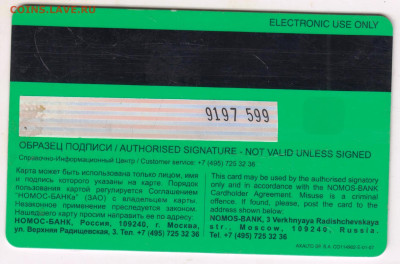 COINS.LAVE.RU
ELECTRONIC USE ONLY
9197 599
ОБРАЗЕЦ ПОДПИСИ / AUTHORISED SIGNATURE - NOT VALID UNLESS SIGNED
Справочно-Информационный Центр / Customer service: +7 (495) 725 32 36
Карта может быть использована только лицом, имя
и подпись которого указаны на карте. Порядок
пользования картой регулируется Соглашением
"НОМОС-БАНКа" (ЗАО) с владельцем карты.
Незаконное применение преследуется по закону.
Нашедшего карту просим направить ее по адресу:
НОМОС-БАНК, Россия, 109240, г. Москва,
ул. Верхняя Радищевская, 3. Тел. +7 (495) 725 32 36
This card may be used by the authorised signatory
only and in accordance with the NOMOS-BANK
Cardholder Agreement. Misuse is a criminal
offence. If found, please, post the card to the
address shown below:
NOMOS-BANK, 3 Verkhnyaya Radishchevskaya
str., Moscow, 109240, Russia.
Tel. +7 (495) 725 32 36